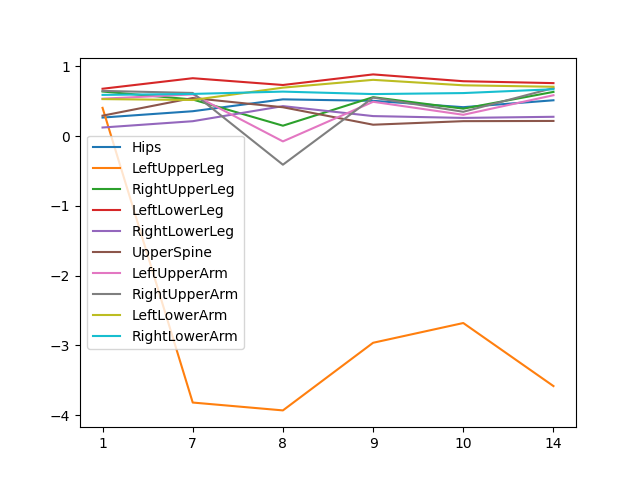 1
0
−1
−2
−3
−4
Hips
LeftUpperLeg
RightUpperLeg
LeftLowerLeg
RightLowerLeg
UpperSpine
LeftUpperArm
RightUpperArm
LeftLowerArm
RightLowerArm
1 7 8 9 10 14